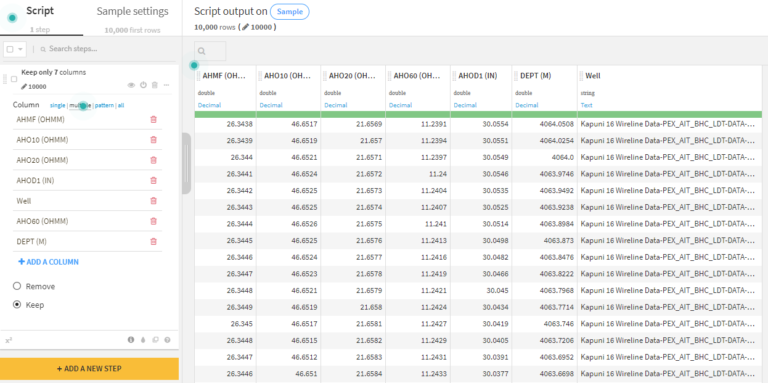 Script
Sample settings
1 step
10,000 first rows
Search steps...
Keep only 7 columns
10000
Column single | multiple | pattern | all
AHMF (OHMM)
AHO10 (OHMM)
AHO20 (OHMM)
AHOD1 (IN)
Well
AHO60 (OHMM)
DEPT (M)
+ ADD A COLUMN
Remove
Keep
x²
+ ADD A NEW STEP
Script output on Sample
10,000 rows ( 10000 )
AHMF (OH... AHO10 (OH... AHO20 (OH... AHO60 (OH... AHOD1 (IN) DEPT (M) Well
double double double double double double string
Decimal Decimal Decimal Decimal Decimal Decimal Text
26.3438 46.6517 21.6569 11.2391 30.0554 4064.0508 Kapuni 16 Wireline Data-PEX_AIT_BHC_LDT-DATA-...
26.3439 46.6519 21.657 11.2394 30.0551 4064.0254 Kapuni 16 Wireline Data-PEX_AIT_BHC_LDT-DATA-...
26.344 46.6521 21.6571 11.2397 30.0549 4064.0 Kapuni 16 Wireline Data-PEX_AIT_BHC_LDT-DATA-...
26.3441 46.6524 21.6572 11.24 30.0546 4063.9746 Kapuni 16 Wireline Data-PEX_AIT_BHC_LDT-DATA-...
26.3442 46.6525 21.6573 11.2404 30.0535 4063.9492 Kapuni 16 Wireline Data-PEX_AIT_BHC_LDT-DATA-...
26.3443 46.6525 21.6574 11.2407 30.0525 4063.9238 Kapuni 16 Wireline Data-PEX_AIT_BHC_LDT-DATA-...
26.3444 46.6526 21.6575 11.241 30.0514 4063.8984 Kapuni 16 Wireline Data-PEX_AIT_BHC_LDT-DATA-...
26.3445 46.6525 21.6576 11.2413 30.0498 4063.873 Kapuni 16 Wireline Data-PEX_AIT_BHC_LDT-DATA-...
26.3446 46.6524 21.6577 11.2416 30.0482 4063.8476 Kapuni 16 Wireline Data-PEX_AIT_BHC_LDT-DATA-...
26.3447 46.6523 21.6578 11.2419 30.0466 4063.8222 Kapuni 16 Wireline Data-PEX_AIT_BHC_LDT-DATA-...
26.3448 46.6521 21.6579 11.2421 30.045 4063.7968 Kapuni 16 Wireline Data-PEX_AIT_BHC_LDT-DATA-...
26.3449 46.6519 21.658 11.2424 30.0434 4063.7714 Kapuni 16 Wireline Data-PEX_AIT_BHC_LDT-DATA-...
26.345 46.6517 21.6581 11.2427 30.0419 4063.746 Kapuni 16 Wireline Data-PEX_AIT_BHC_LDT-DATA-...
26.3448 46.6515 21.6582 11.2429 30.0405 4063.7206 Kapuni 16 Wireline Data-PEX_AIT_BHC_LDT-DATA-...
26.3447 46.6512 21.6583 11.2431 30.0391 4063.6952 Kapuni 16 Wireline Data-PEX_AIT_BHC_LDT-DATA-...
26.3446 46.651 21.6584 11.2433 30.0377 4063.6698 Kapuni 16 Wireline Data-PEX_AIT_BHC_LDT-DATA-...